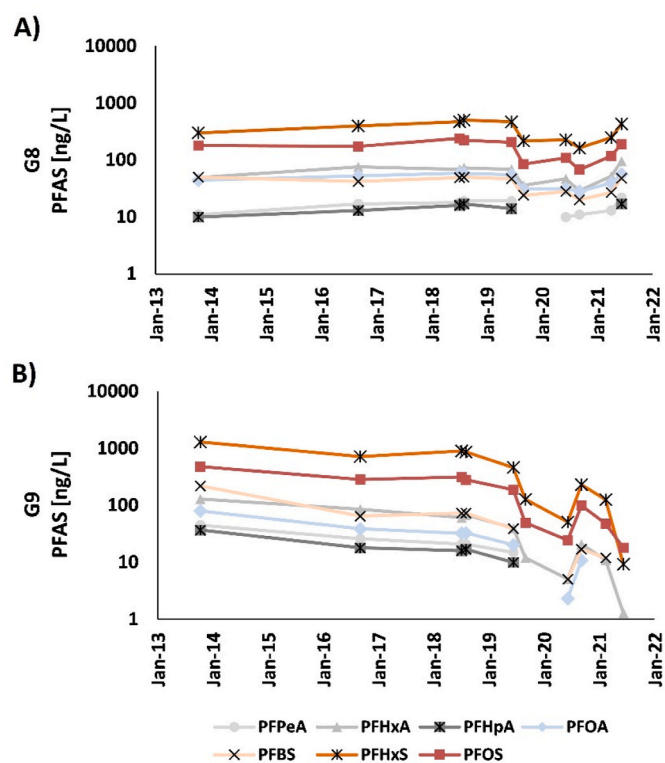 A)
10000
1000
100
10
1
G8
PFAS [ng/L]
Jan-13
Jan-14
Jan-15
Jan-16
Jan-17
Jan-18
Jan-19
Jan-20
Jan-21
Jan-22
B)
10000
1000
100
10
1
G9
PFAS [ng/L]
Jan-13
Jan-14
Jan-15
Jan-16
Jan-17
Jan-18
Jan-19
Jan-20
Jan-21
Jan-22
PFPeA PFHxA PFHpA PFOA
PFBS PFHxS PFOS